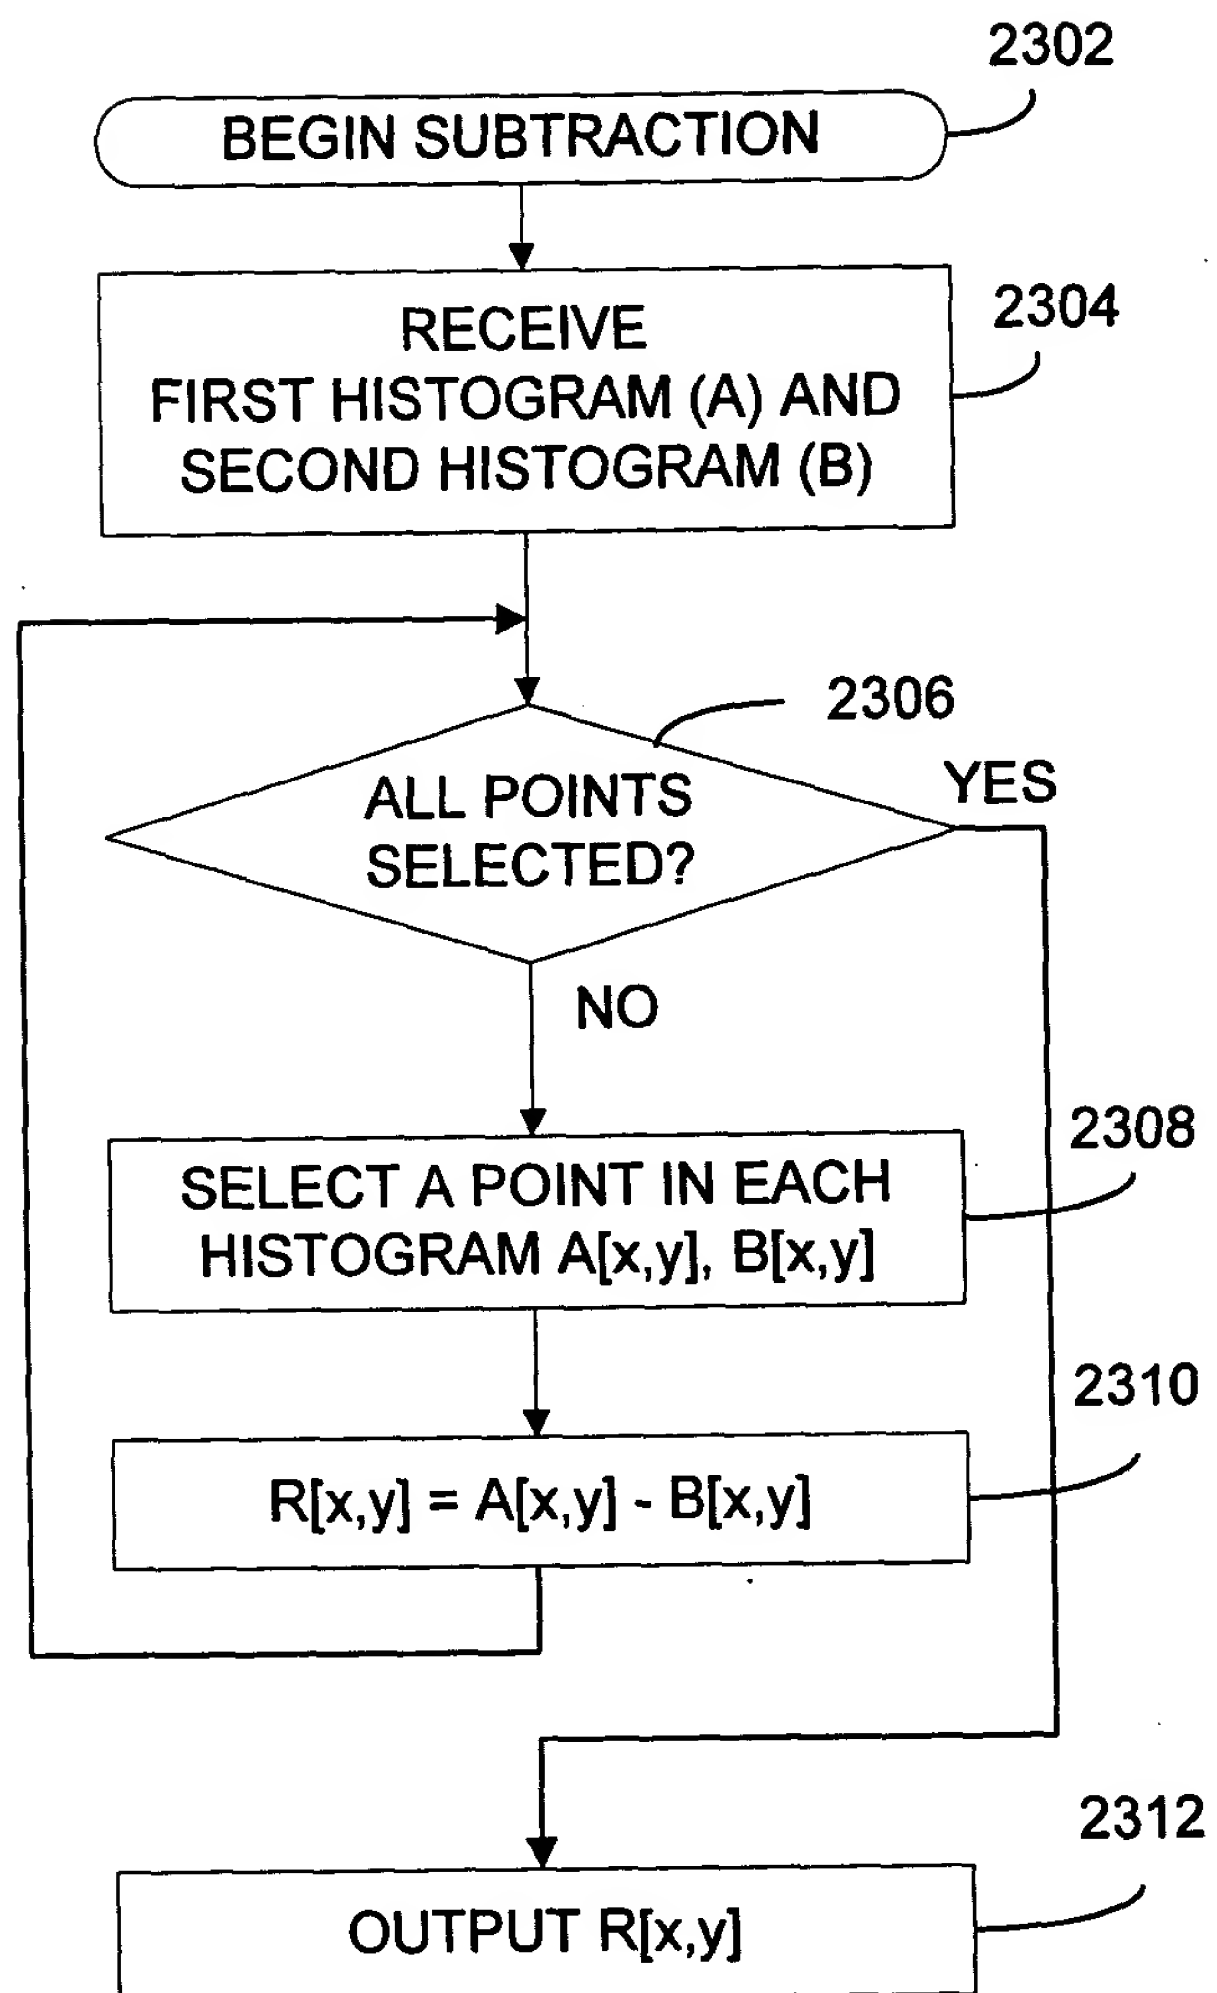 2302
BEGIN SUBTRACTION
2304
RECEIVE
FIRST HISTOGRAM (A) AND
SECOND HISTOGRAM (B)
2306
YES
ALL POINTS
SELECTED?
NO
2308
SELECT A POINT IN EACH
HISTOGRAM A[x,y], B[x,y]
2310
R[x,y] = A[x,y] - B[x,y]
2312
OUTPUT R[x,y]